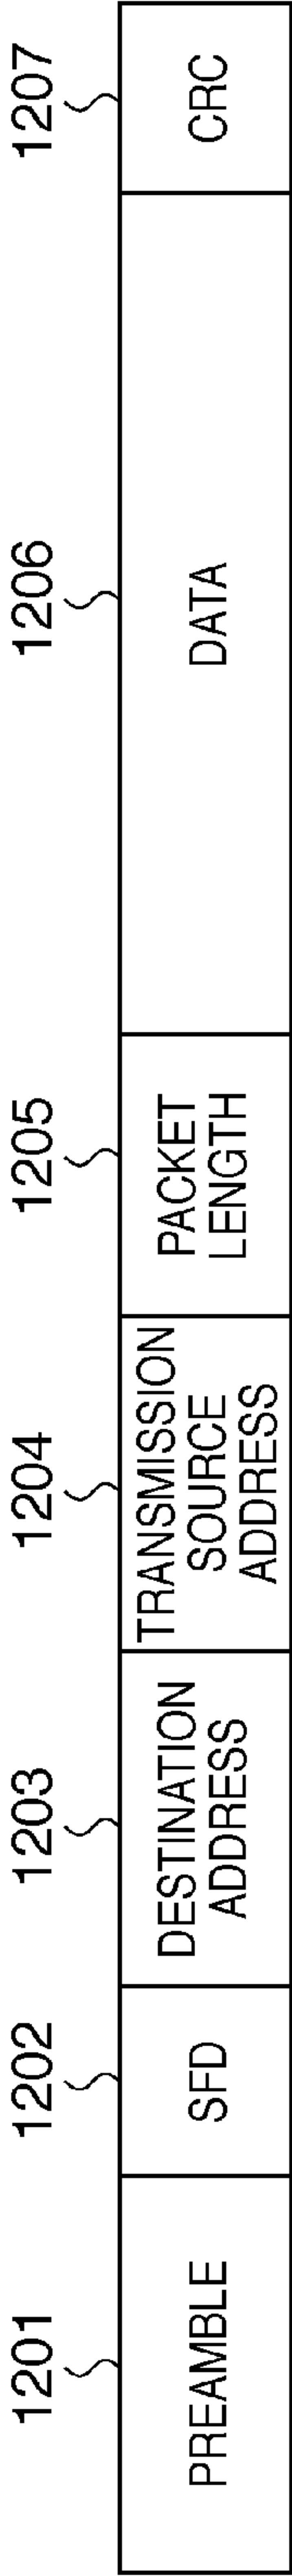 1201
1202
1203
1204
1205
1206
1207
PREAMBLE
SFD
DESTINATION
ADDRESS
TRANSMISSION
SOURCE
ADDRESS
PACKET
LENGTH
DATA
CRC